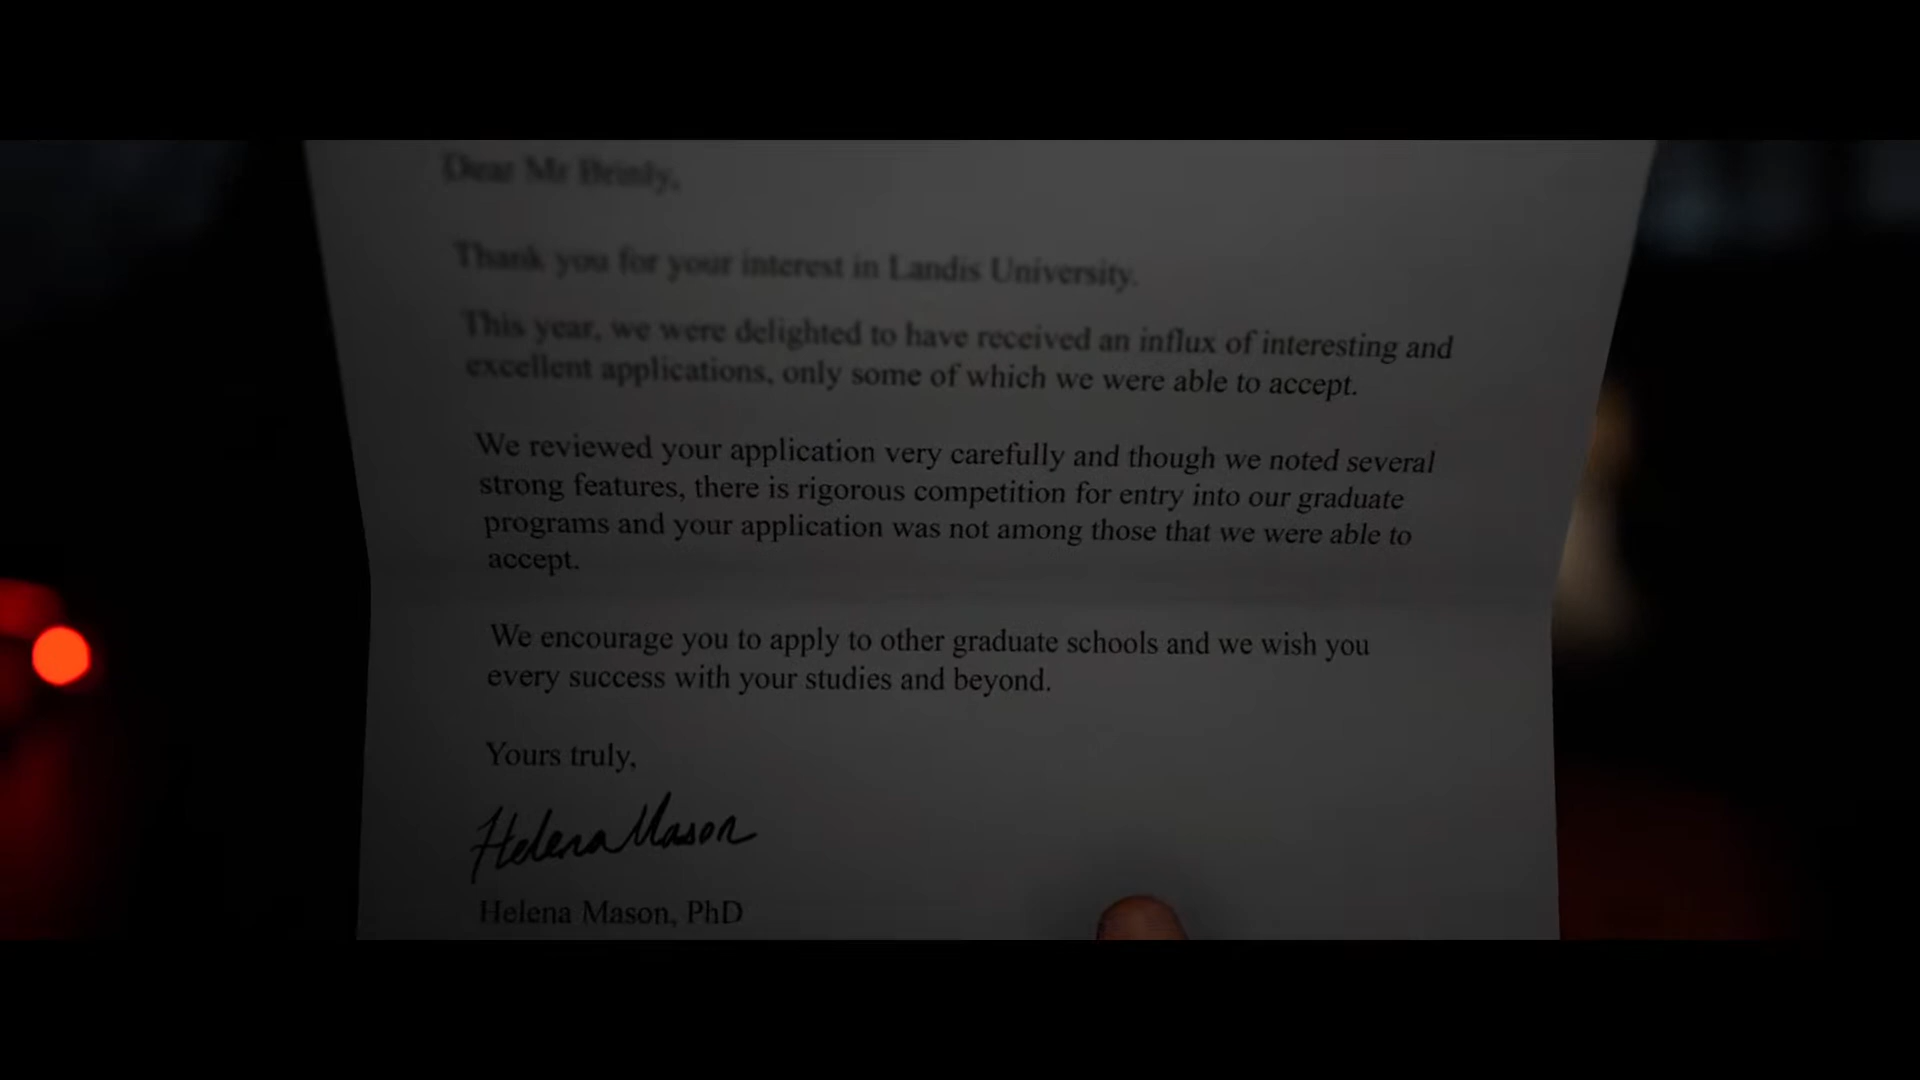 Dear Mr Brinly,
Thank you for your interest in Landis University.
This year, we were delighted to have received an influx of interesting and
excellent applications, only some of which we were able to accept.
We reviewed your application very carefully and though we noted several
strong features, there is rigorous competition for entry into our graduate
programs and your application was not among those that we were able to
accept.
We encourage you to apply to other graduate schools and we wish you
every success with your studies and beyond.
Yours truly,
Helena Mason
Helena Mason, PhD